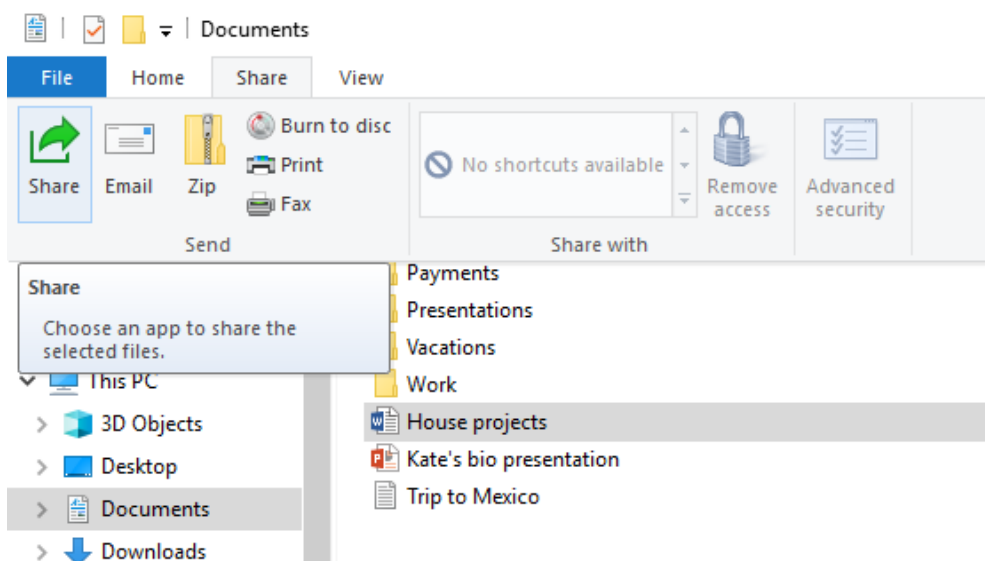 Documents
File Home Share View
Share Email Zip Burn to disc
Print
Fax
Send
No shortcuts available
Remove
access
Advanced
security
Share with
Share
Choose an app to share the
selected files.
This PC
3D Objects
Desktop
Documents
Downloads
Payments
Presentations
Vacations
Work
House projects
Kate's bio presentation
Trip to Mexico